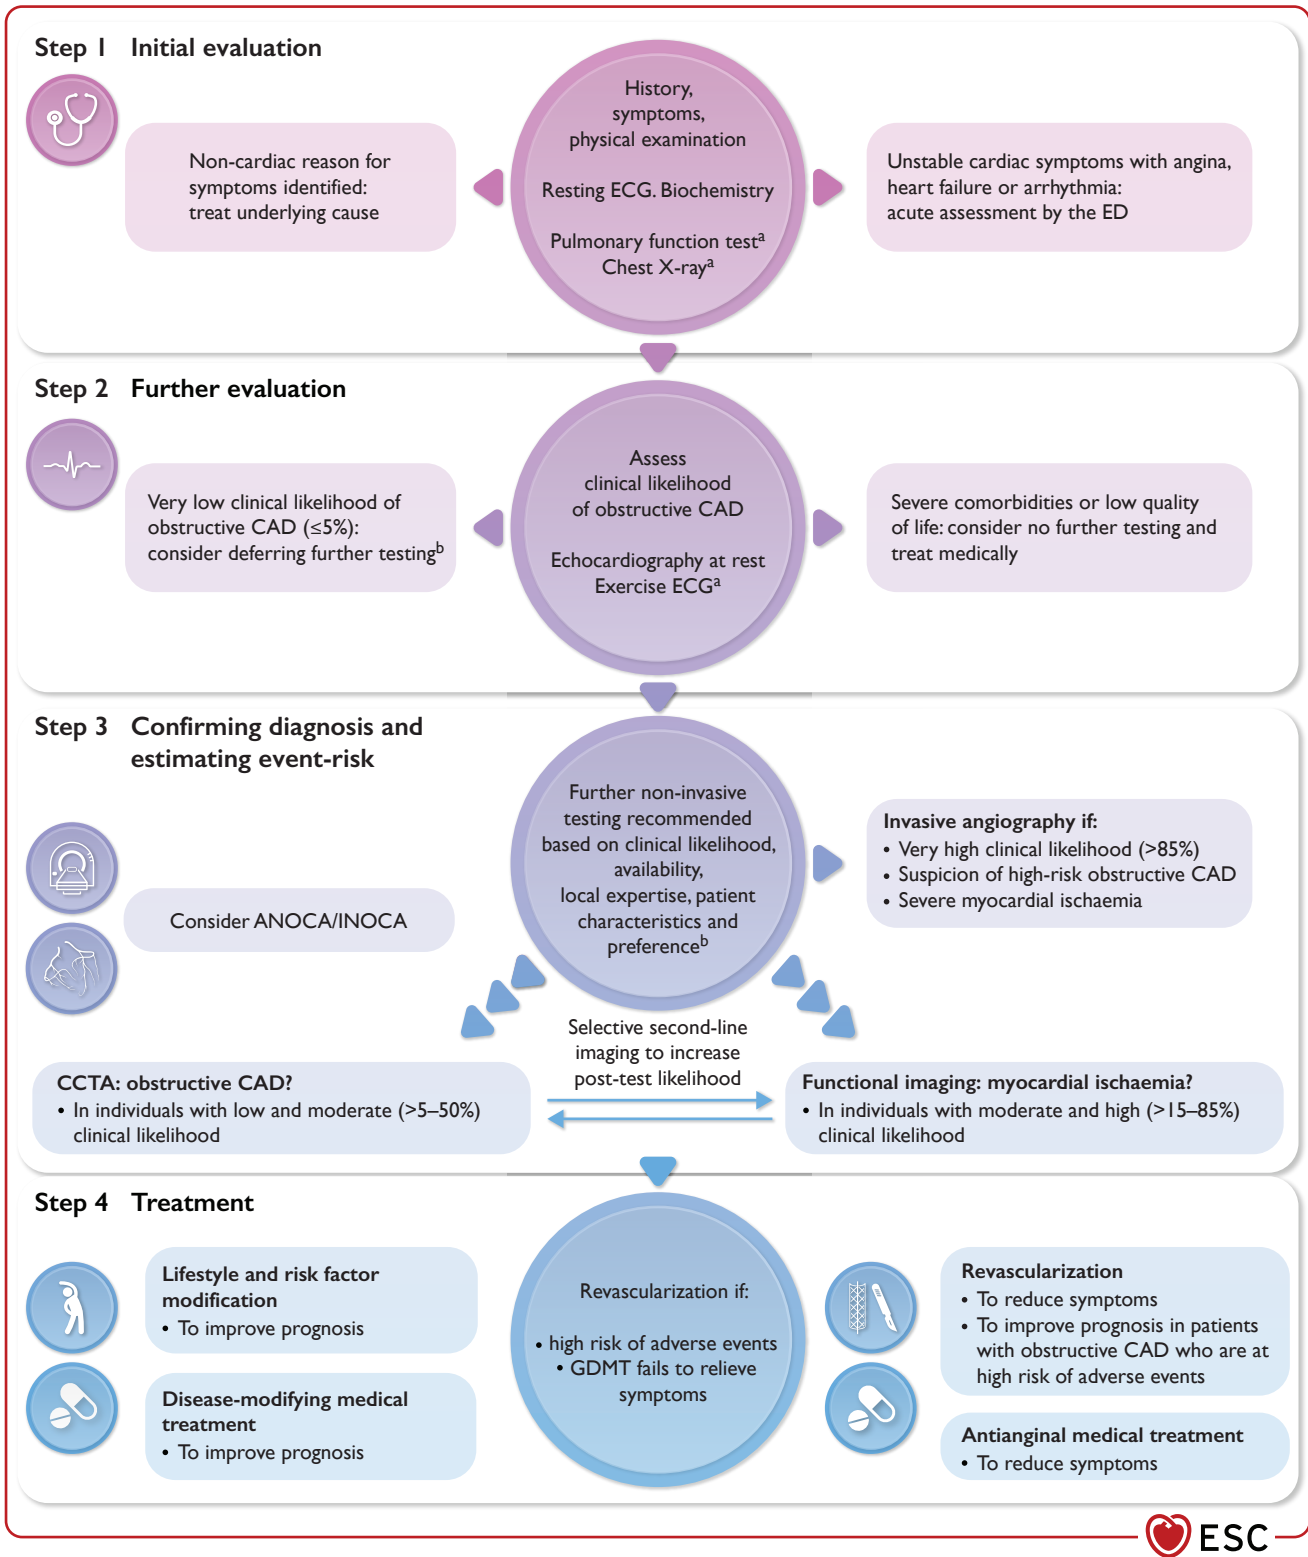 Step 1 Initial evaluation
History,
symptoms,
physical examination
Resting ECG. Biochemistry
Pulmonary function testᵃ
Chest X-rayᵃ
Non-cardiac reason for
symptoms identified:
treat underlying cause
Unstable cardiac symptoms with angina,
heart failure or arrhythmia:
acute assessment by the ED
Step 2 Further evaluation
Assess
clinical likelihood
of obstructive CAD
Echocardiography at rest
Exercise ECGᵃ
Very low clinical likelihood of
obstructive CAD (≤5%):
consider deferring further testingᵇ
Severe comorbidities or low quality
of life: consider no further testing and
treat medically
Step 3 Confirming diagnosis and
estimating event-risk
Further non-invasive
testing recommended
based on clinical likelihood,
availability,
local expertise, patient
characteristics and
preferenceᵇ
Consider ANOCA/INOCA
Invasive angiography if:
• Very high clinical likelihood (>85%)
• Suspicion of high-risk obstructive CAD
• Severe myocardial ischaemia
Selective second-line
imaging to increase
post-test likelihood
CCTA: obstructive CAD?
• In individuals with low and moderate (>5–50%)
clinical likelihood
Functional imaging: myocardial ischaemia?
• In individuals with moderate and high (>15–85%)
clinical likelihood
Step 4 Treatment
Lifestyle and risk factor
modification
• To improve prognosis
Disease-modifying medical
treatment
• To improve prognosis
Revascularization if:
• high risk of adverse events
• GDMT fails to relieve
symptoms
Revascularization
• To reduce symptoms
• To improve prognosis in patients
with obstructive CAD who are at
high risk of adverse events
Antianginal medical treatment
• To reduce symptoms
ESC